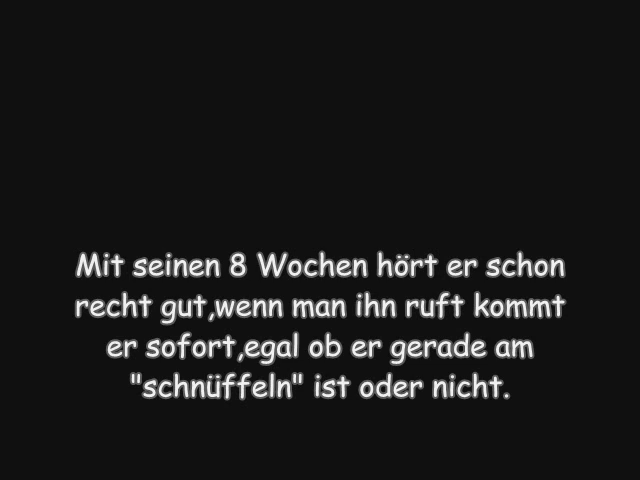 Mit seinen 8 Wochen hört er schon
recht gut,wenn man ihn ruft kommt
er sofort,egal ob er gerade am
"schnüffeln" ist oder nicht.